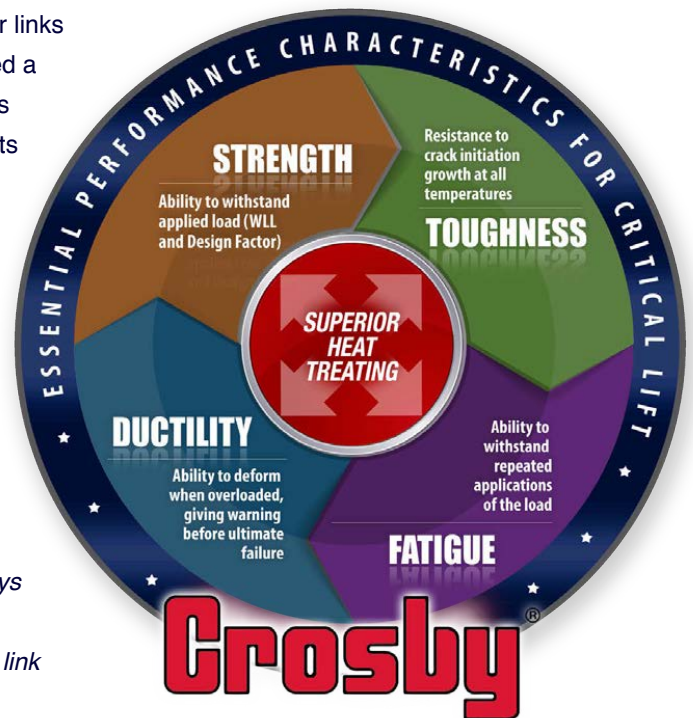 r links
ed a
s
ts
ESSENTIAL PERFORMANCE CHARACTERISTICS FOR CRITICAL LIFT
STRENGTH
Ability to withstand
applied load (WLL
and Design Factor)
Resistance to
crack initiation
growth at all
temperatures
TOUGHNESS
SUPERIOR
HEAT
TREATING
DUCTILITY
Ability to deform
when overloaded,
giving warning
before ultimate
failure
Ability to
withstand
repeated
applications
of the load
FATIGUE
ys
link
Crosby®